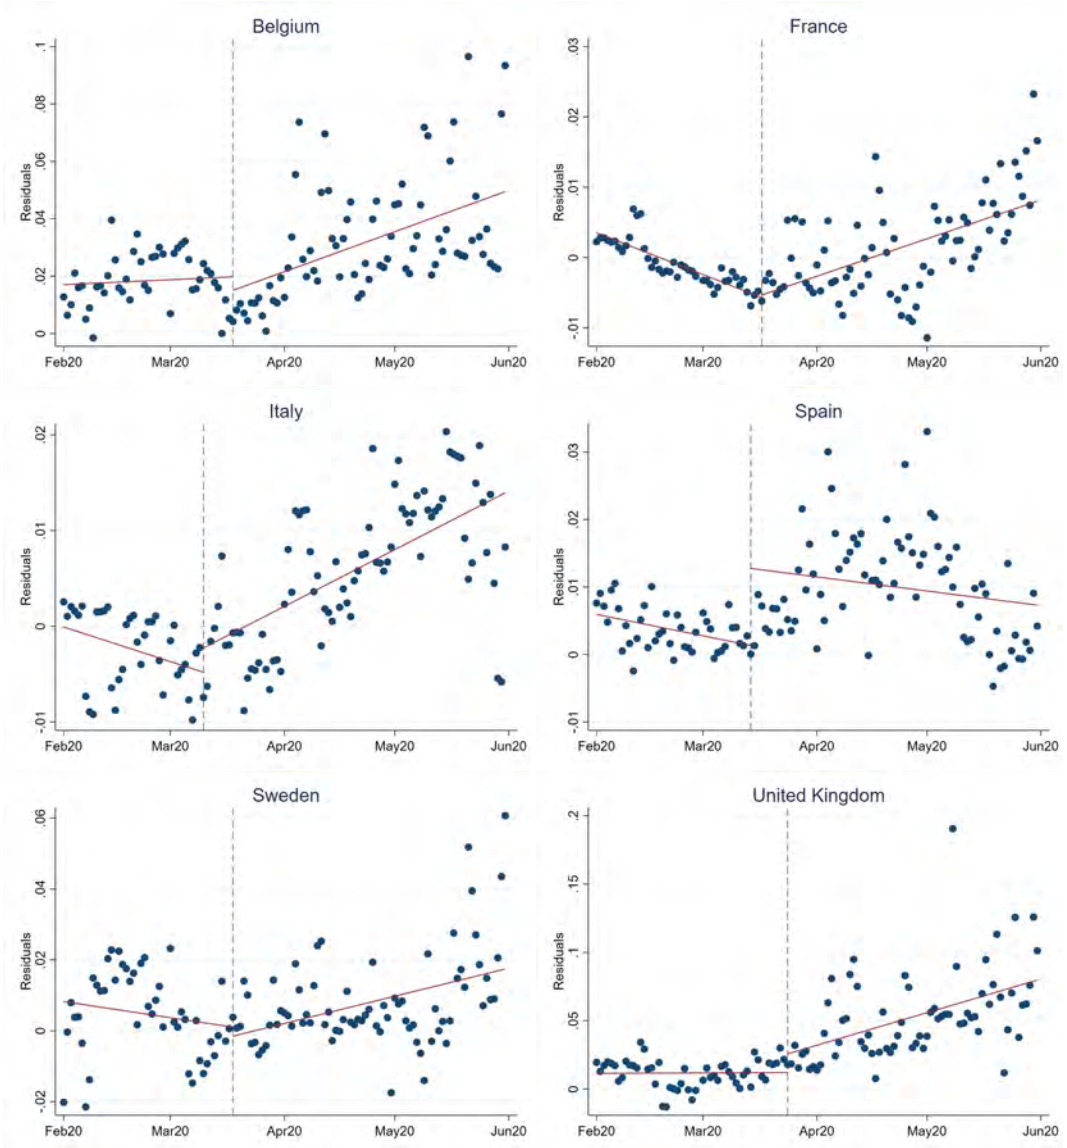 Belgium
Residuals
0 .02 .04 .06 .08 .1
Feb20 Mar20 Apr20 May20 Jun20
France
Residuals
-.01 0 .01 .02 .03
Feb20 Mar20 Apr20 May20 Jun20
Italy
Residuals
-.01 0 .01 .02
Feb20 Mar20 Apr20 May20 Jun20
Spain
Residuals
-.01 0 .01 .02 .03
Feb20 Mar20 Apr20 May20 Jun20
Sweden
Residuals
-.02 0 .02 .04 .06
Feb20 Mar20 Apr20 May20 Jun20
United Kingdom
Residuals
0 .05 .1 .15 .2
Feb20 Mar20 Apr20 May20 Jun20